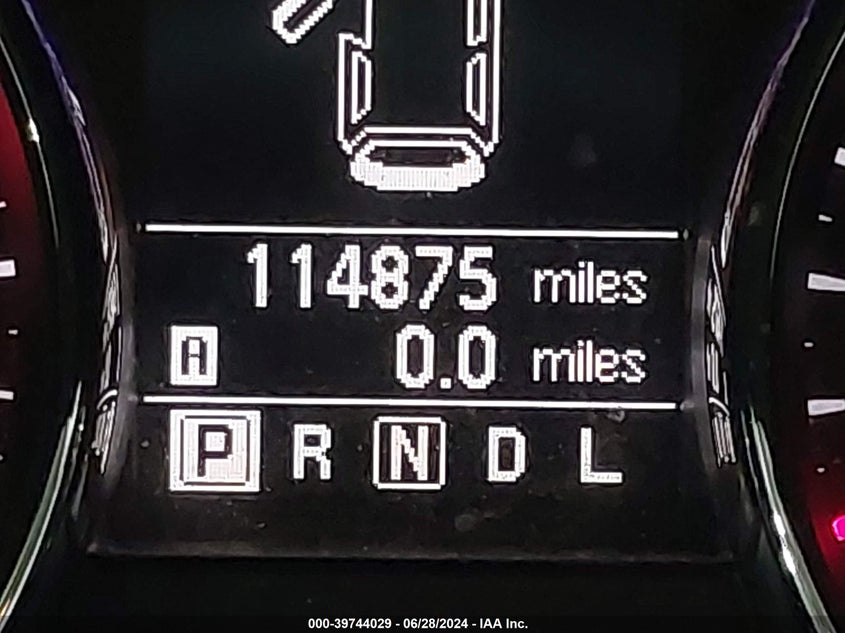 114875 miles
A 0.0 miles
P R N D L
000-39744029 - 06/28/2024 - IAA Inc.